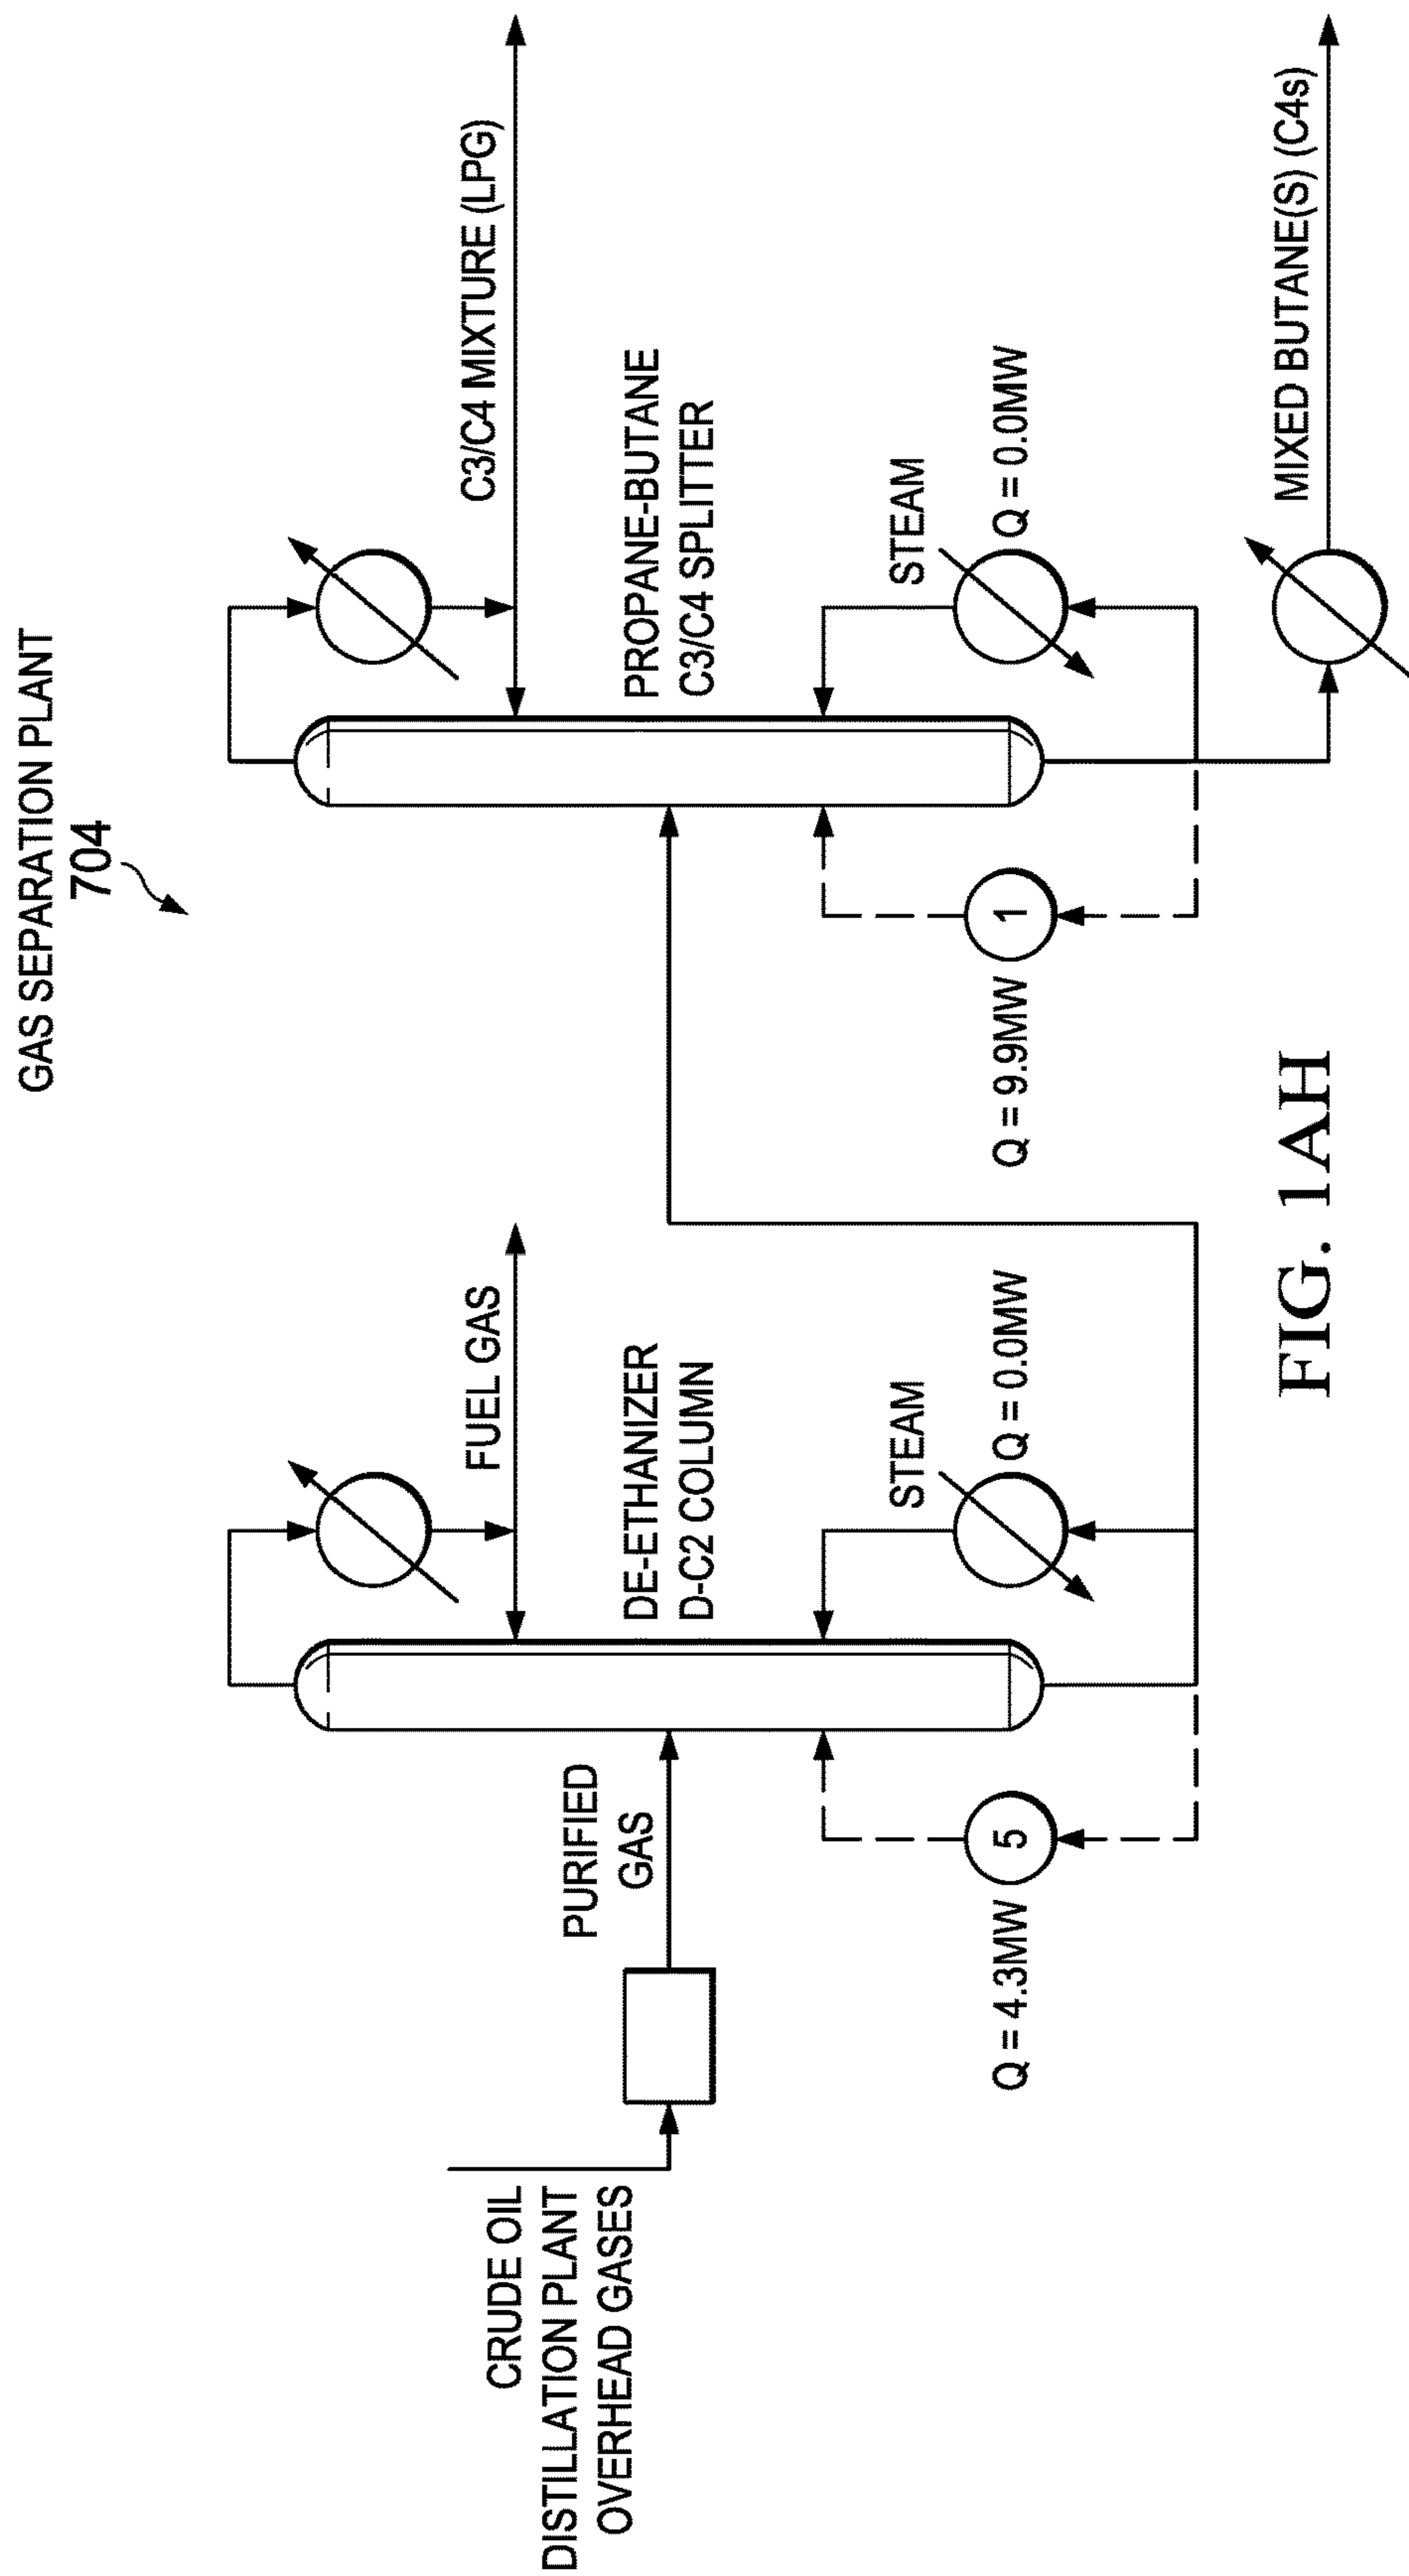 GAS SEPARATION PLANT
704
CRUDE OIL
DISTILLATION PLANT
OVERHEAD GASES
PURIFIED
GAS
FUEL GAS
DE-ETHANIZER
D-C2 COLUMN
STEAM
Q = 0.0MW
5
Q = 4.3MW
C3/C4 MIXTURE (LPG)
PROPANE-BUTANE
C3/C4 SPLITTER
STEAM
Q = 0.0MW
1
Q = 9.9MW
MIXED BUTANE(S) (C4s)
FIG. 1AH